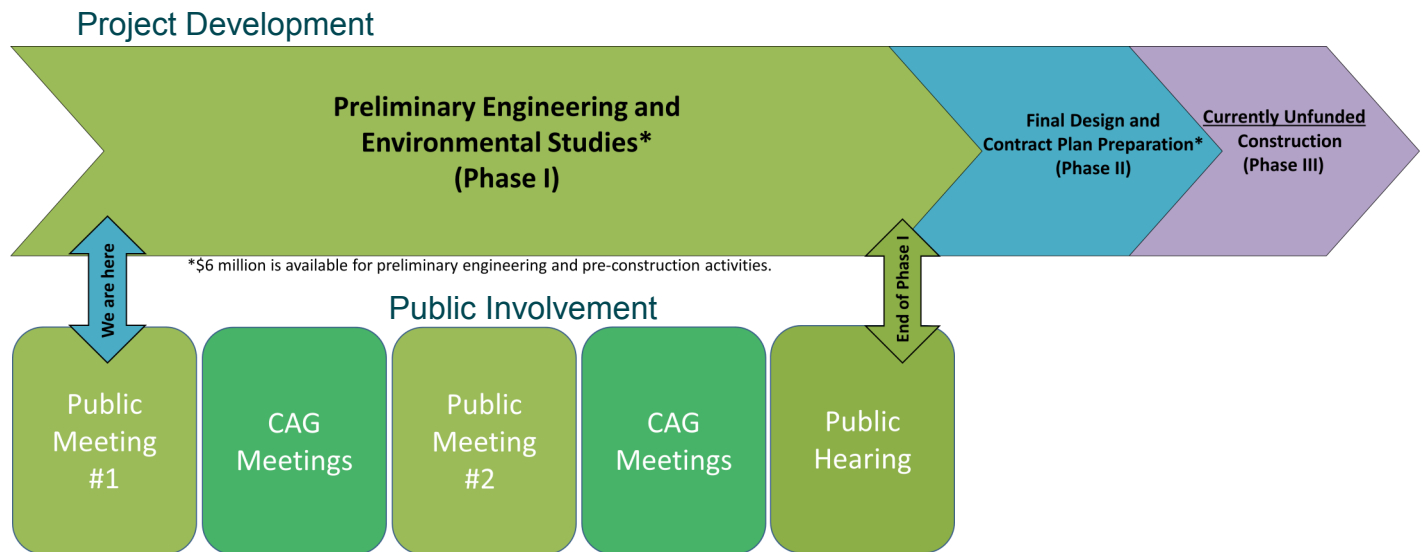 Project Development
Preliminary Engineering and
Environmental Studies*
(Phase I)
Final Design and
Contract Plan Preparation*
(Phase II)
Currently Unfunded
Construction
(Phase III)
We are here
*$6 million is available for preliminary engineering and pre-construction activities.
End of Phase I
Public Involvement
Public
Meeting
#1
CAG
Meetings
Public
Meeting
#2
CAG
Meetings
Public
Hearing